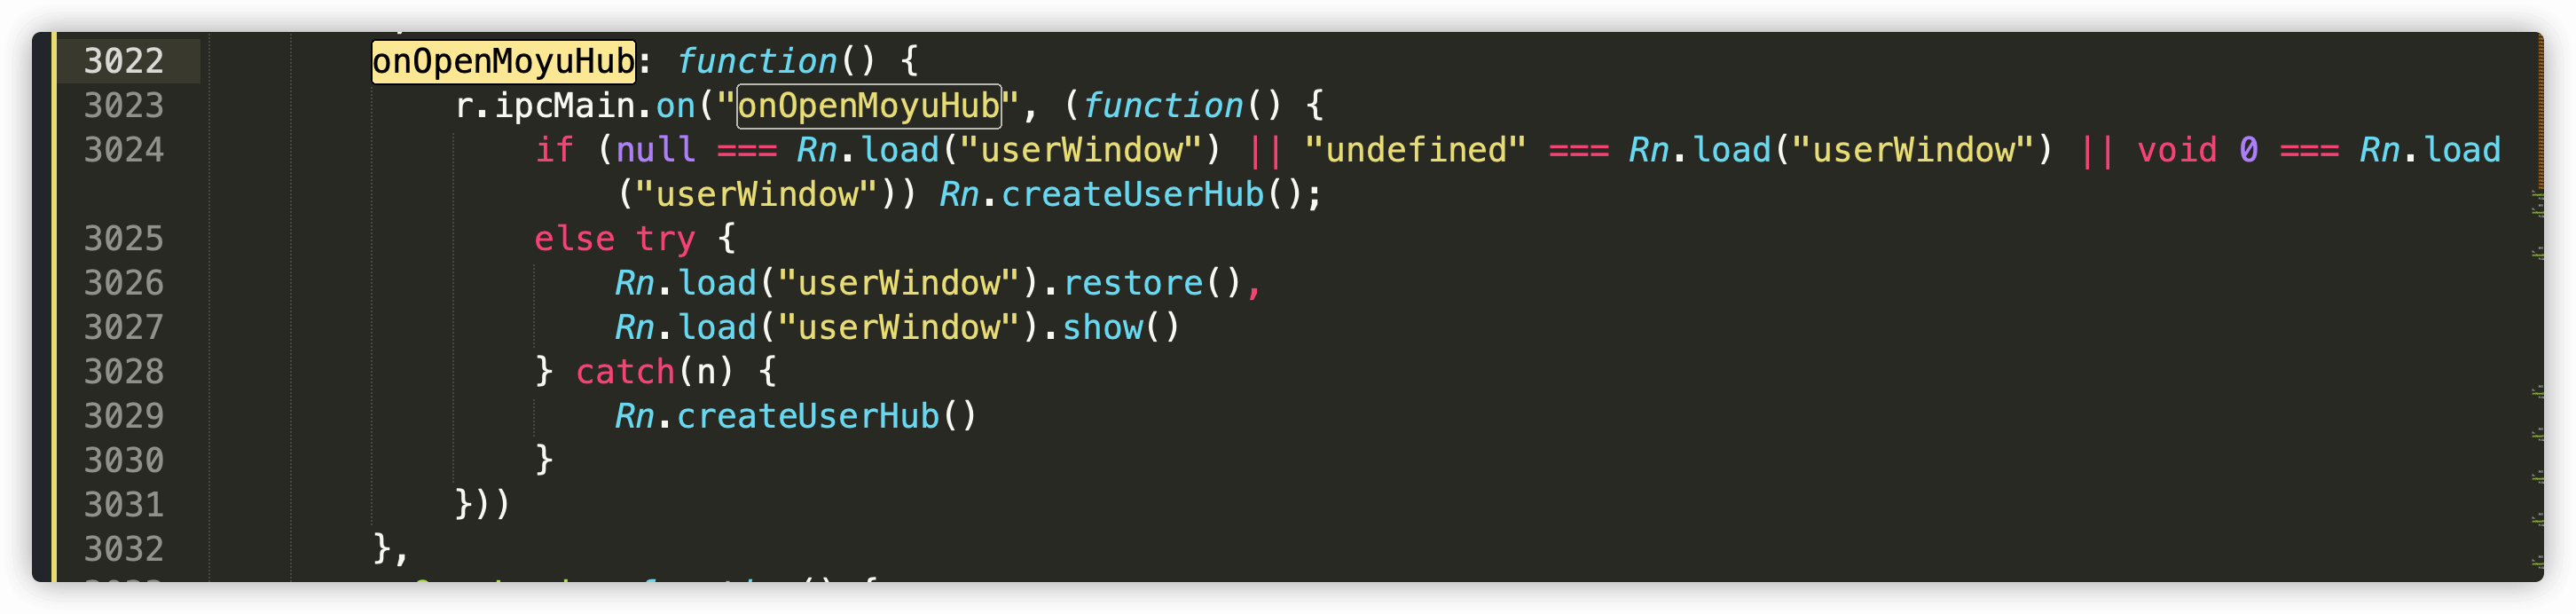 3022 onOpenMoyuHub: function() {
3023 r.ipcMain.on("onOpenMoyuHub", (function() {
3024 if (null === Rn.load("userWindow") || "undefined" === Rn.load("userWindow") || void 0 === Rn.load
("userWindow")) Rn.createUserHub();
3025 else try {
3026 Rn.load("userWindow").restore(),
3027 Rn.load("userWindow").show()
3028 } catch(n) {
3029 Rn.createUserHub()
3030 }
3031 }))
3032 },